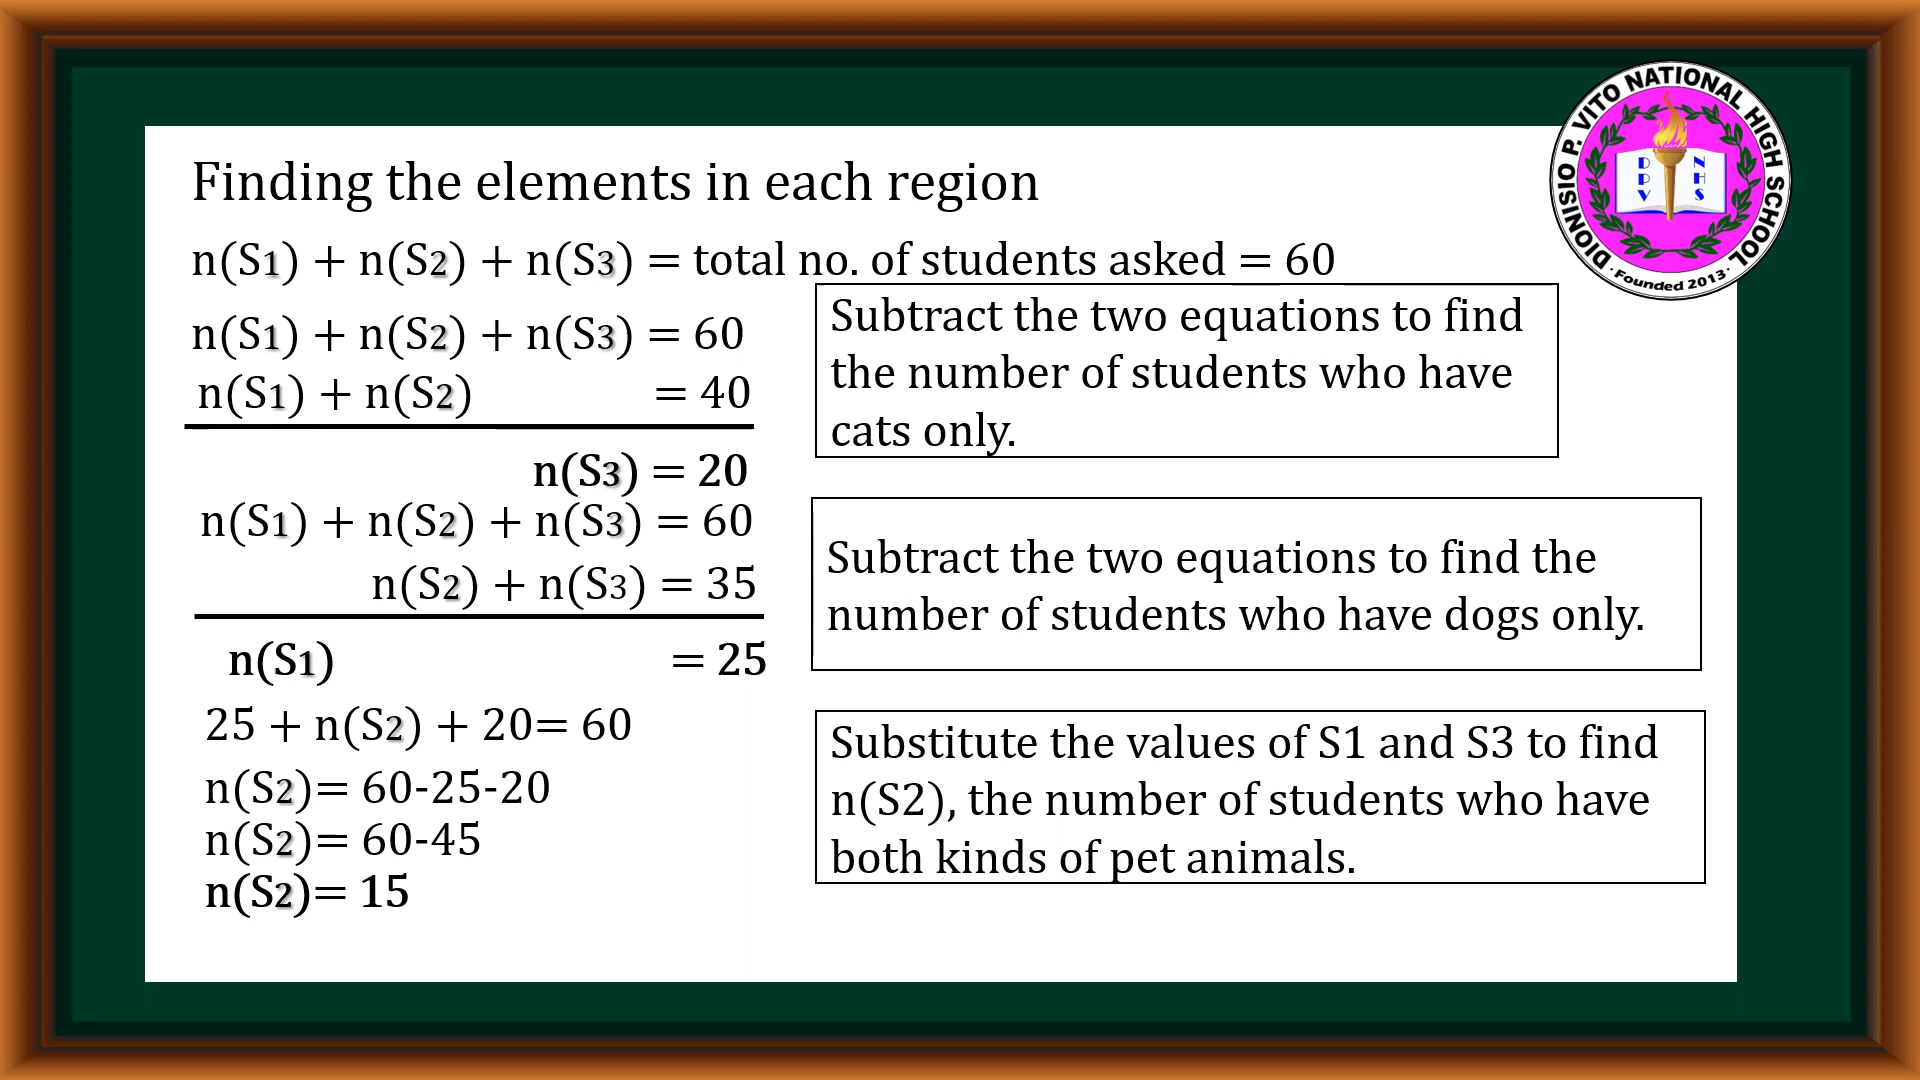 DIONISIO P. VITO NATIONAL HIGH SCHOOL
D P V
N H S
· Founded 2013 ·
Finding the elements in each region
n(S1) + n(S2) + n(S3) = total no. of students asked = 60
n(S1) + n(S2) + n(S3) = 60
n(S1) + n(S2) = 40
n(S3) = 20
Subtract the two equations to find
the number of students who have
cats only.
n(S1) + n(S2) + n(S3) = 60
n(S2) + n(S3) = 35
n(S1) = 25
Subtract the two equations to find the
number of students who have dogs only.
25 + n(S2) + 20= 60
n(S2)= 60-25-20
n(S2)= 60-45
n(S2)= 15
Substitute the values of S1 and S3 to find
n(S2), the number of students who have
both kinds of pet animals.